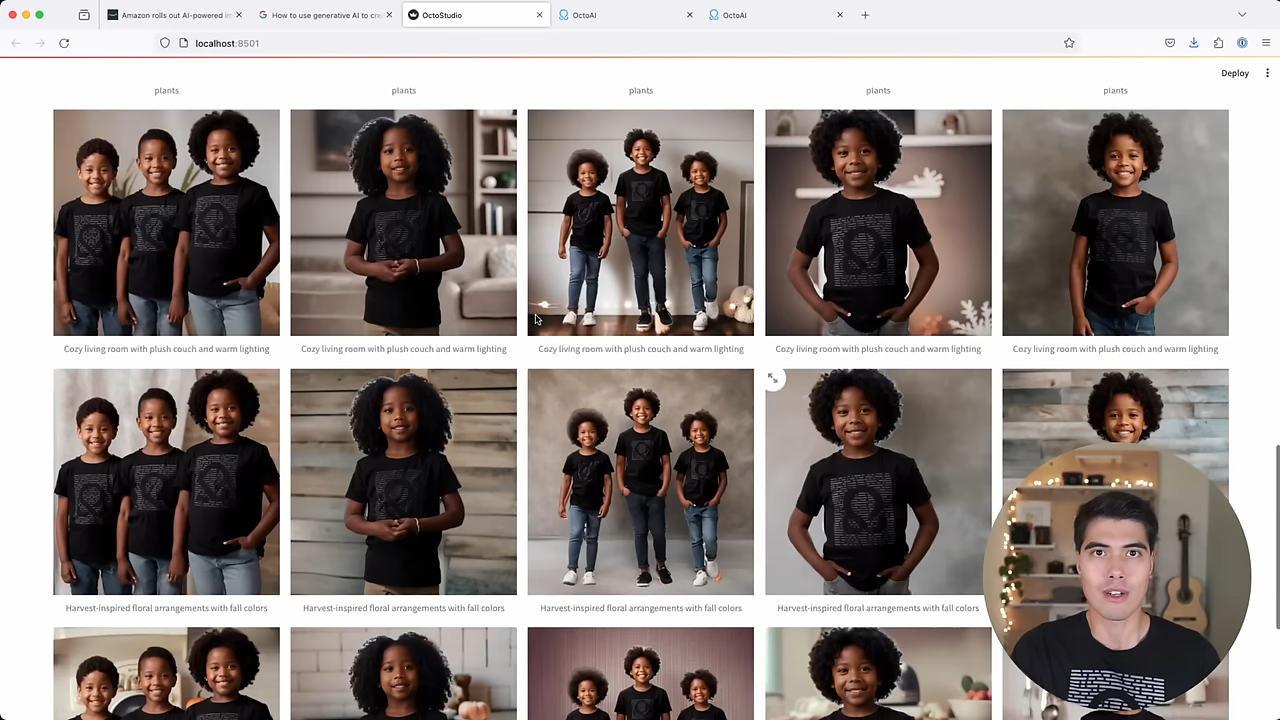 Amazon rolls out AI-powered im
How to use generative AI to cre
OctoStudio
OctoAI
OctoAI
localhost:8501
Deploy
plants
plants
plants
plants
plants
Cozy living room with plush couch and warm lighting
Cozy living room with plush couch and warm lighting
Cozy living room with plush couch and warm lighting
Cozy living room with plush couch and warm lighting
Cozy living room with plush couch and warm lighting
Harvest-inspired floral arrangements with fall colors
Harvest-inspired floral arrangements with fall colors
Harvest-inspired floral arrangements with fall colors
Harvest-inspired floral arrangements with fall colors